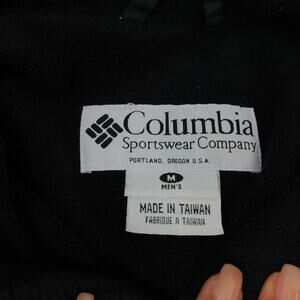 Columbia
Sportswear Company
PORTLAND, OREGON U.S.A.
M
MEN'S
MADE IN TAIWAN
FABRIQUE A TAIWAN